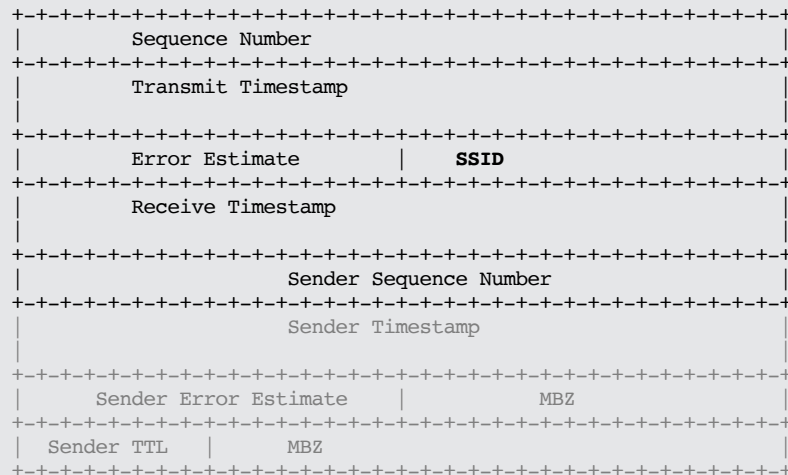 +-+-+-+-+-+-+-+-+-+-+-+-+-+-+-+-+-+-+-+-+-+-+-+-+-+-+-+-+-+-+-+-+
| Sequence Number |
+-+-+-+-+-+-+-+-+-+-+-+-+-+-+-+-+-+-+-+-+-+-+-+-+-+-+-+-+-+-+-+-+
| Transmit Timestamp |
| |
+-+-+-+-+-+-+-+-+-+-+-+-+-+-+-+-+-+-+-+-+-+-+-+-+-+-+-+-+-+-+-+-+
| Error Estimate | SSID |
+-+-+-+-+-+-+-+-+-+-+-+-+-+-+-+-+-+-+-+-+-+-+-+-+-+-+-+-+-+-+-+-+
| Receive Timestamp |
| |
+-+-+-+-+-+-+-+-+-+-+-+-+-+-+-+-+-+-+-+-+-+-+-+-+-+-+-+-+-+-+-+-+
| Sender Sequence Number |
+-+-+-+-+-+-+-+-+-+-+-+-+-+-+-+-+-+-+-+-+-+-+-+-+-+-+-+-+-+-+-+-+
| Sender Timestamp |
| |
+-+-+-+-+-+-+-+-+-+-+-+-+-+-+-+-+-+-+-+-+-+-+-+-+-+-+-+-+-+-+-+-+
| Sender Error Estimate | MBZ |
+-+-+-+-+-+-+-+-+-+-+-+-+-+-+-+-+-+-+-+-+-+-+-+-+-+-+-+-+-+-+-+-+
| Sender TTL | MBZ |
+-+-+-+-+-+-+-+-+-+-+-+-+-+-+-+-+-+-+-+-+-+-+-+-+-+-+-+-+-+-+-+-+